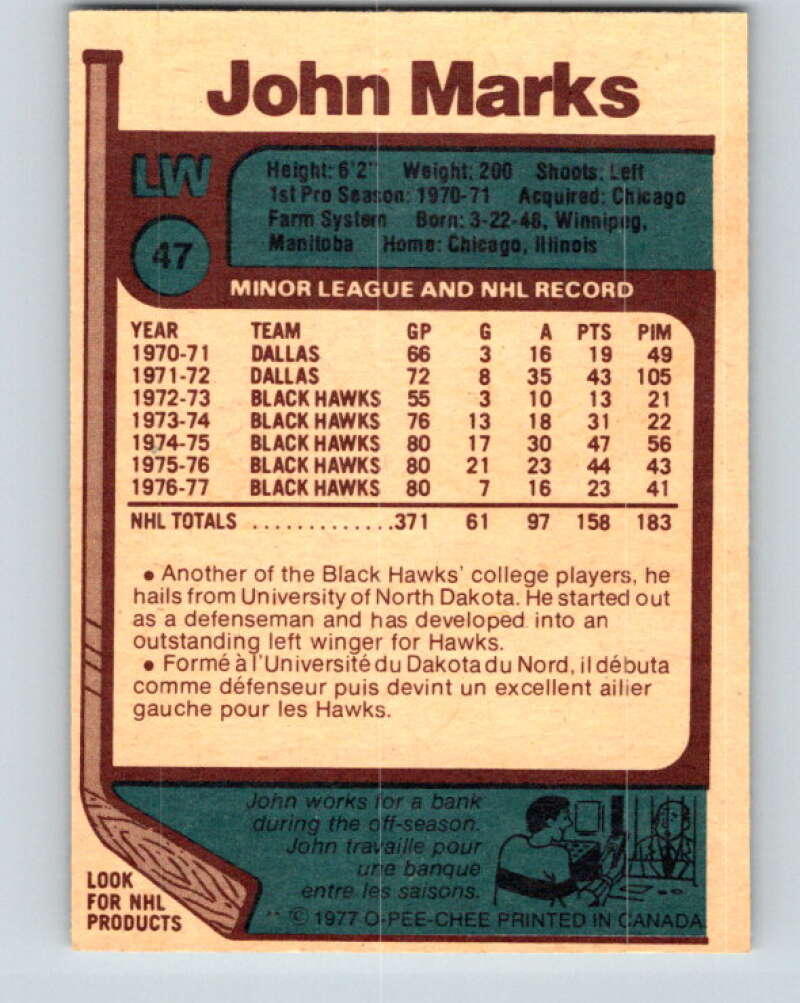 John Marks
LW
47
Height: 6'2" Weight: 200 Shoots: Left
1st Pro Season: 1970-71 Acquired: Chicago
Farm System Born: 3-22-48, Winnipeg,
Manitoba Home: Chicago, Illinois
MINOR LEAGUE AND NHL RECORD
YEAR TEAM GP G A PTS PIM
1970-71 DALLAS 66 3 16 19 49
1971-72 DALLAS 72 8 35 43 105
1972-73 BLACK HAWKS 55 3 10 13 21
1973-74 BLACK HAWKS 76 13 18 31 22
1974-75 BLACK HAWKS 80 17 30 47 56
1975-76 BLACK HAWKS 80 21 23 44 43
1976-77 BLACK HAWKS 80 7 16 23 41
NHL TOTALS .............371 61 97 158 183
• Another of the Black Hawks' college players, he
hails from University of North Dakota. He started out
as a defenseman and has developed into an
outstanding left winger for Hawks.
• Formé à l'Université du Dakota du Nord, il débuta
comme défenseur puis devint un excellent ailier
gauche pour les Hawks.
John works for a bank
during the off-season.
John travaille pour
une banque
entre les saisons.
LOOK
FOR NHL
PRODUCTS
** © 1977 O-PEE-CHEE PRINTED IN CANADA